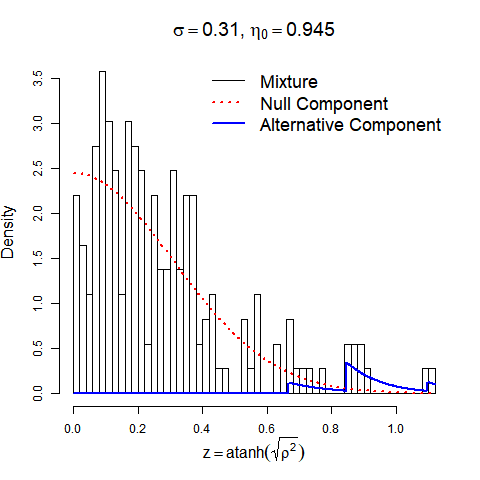 σ = 0.31, η₀ = 0.945
Mixture
Null Component
Alternative Component
Density
3.5
3.0
2.5
2.0
1.5
1.0
0.5
0.0
0.0 0.2 0.4 0.6 0.8 1.0
z = atanh(√ρ²)